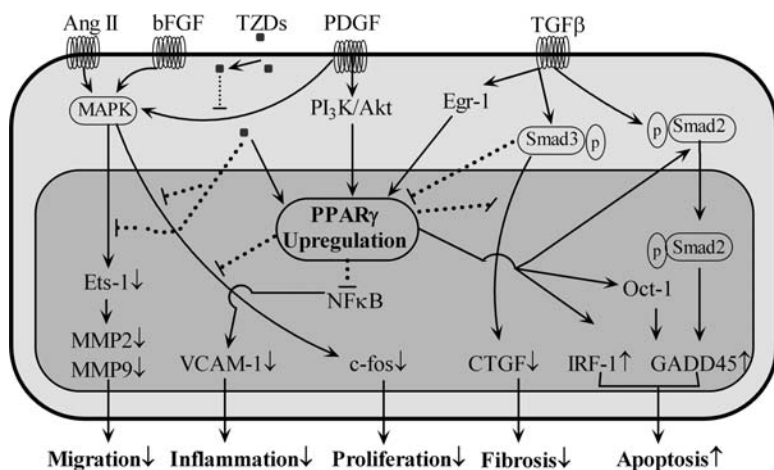 Ang II bFGF TZDs PDGF TGFβ
MAPK
PI₃K/Akt
Egr-1
Smad3 p
p Smad2
PPARγ
Upregulation
p Smad2
Ets-1↓
NFκB
Oct-1
MMP2↓
MMP9↓
VCAM-1↓ c-fos↓ CTGF↓ IRF-1↑ GADD45↑
Migration↓ Inflammation↓ Proliferation↓ Fibrosis↓ Apoptosis↑